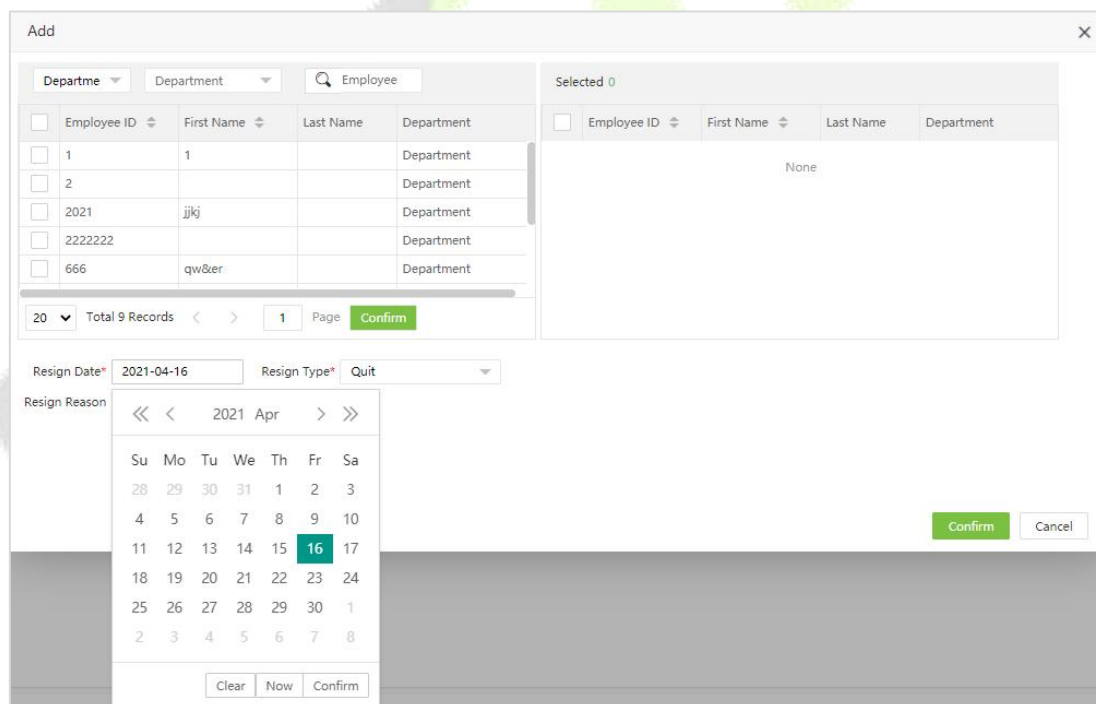 Add
Departme Department Employee
Selected 0
Employee ID First Name Last Name Department
Employee ID First Name Last Name Department
1 1 Department
2 Department
2021 jjkj Department
2222222 Department
666 qw&er Department
None
20 Total 9 Records 1 Page Confirm
Resign Date* 2021-04-16 Resign Type* Quit
Resign Reason
2021 Apr
Su Mo Tu We Th Fr Sa
28 29 30 31 1 2 3
4 5 6 7 8 9 10
11 12 13 14 15 16 17
18 19 20 21 22 23 24
25 26 27 28 29 30 1
2 3 4 5 6 7 8
Clear Now Confirm
Confirm Cancel